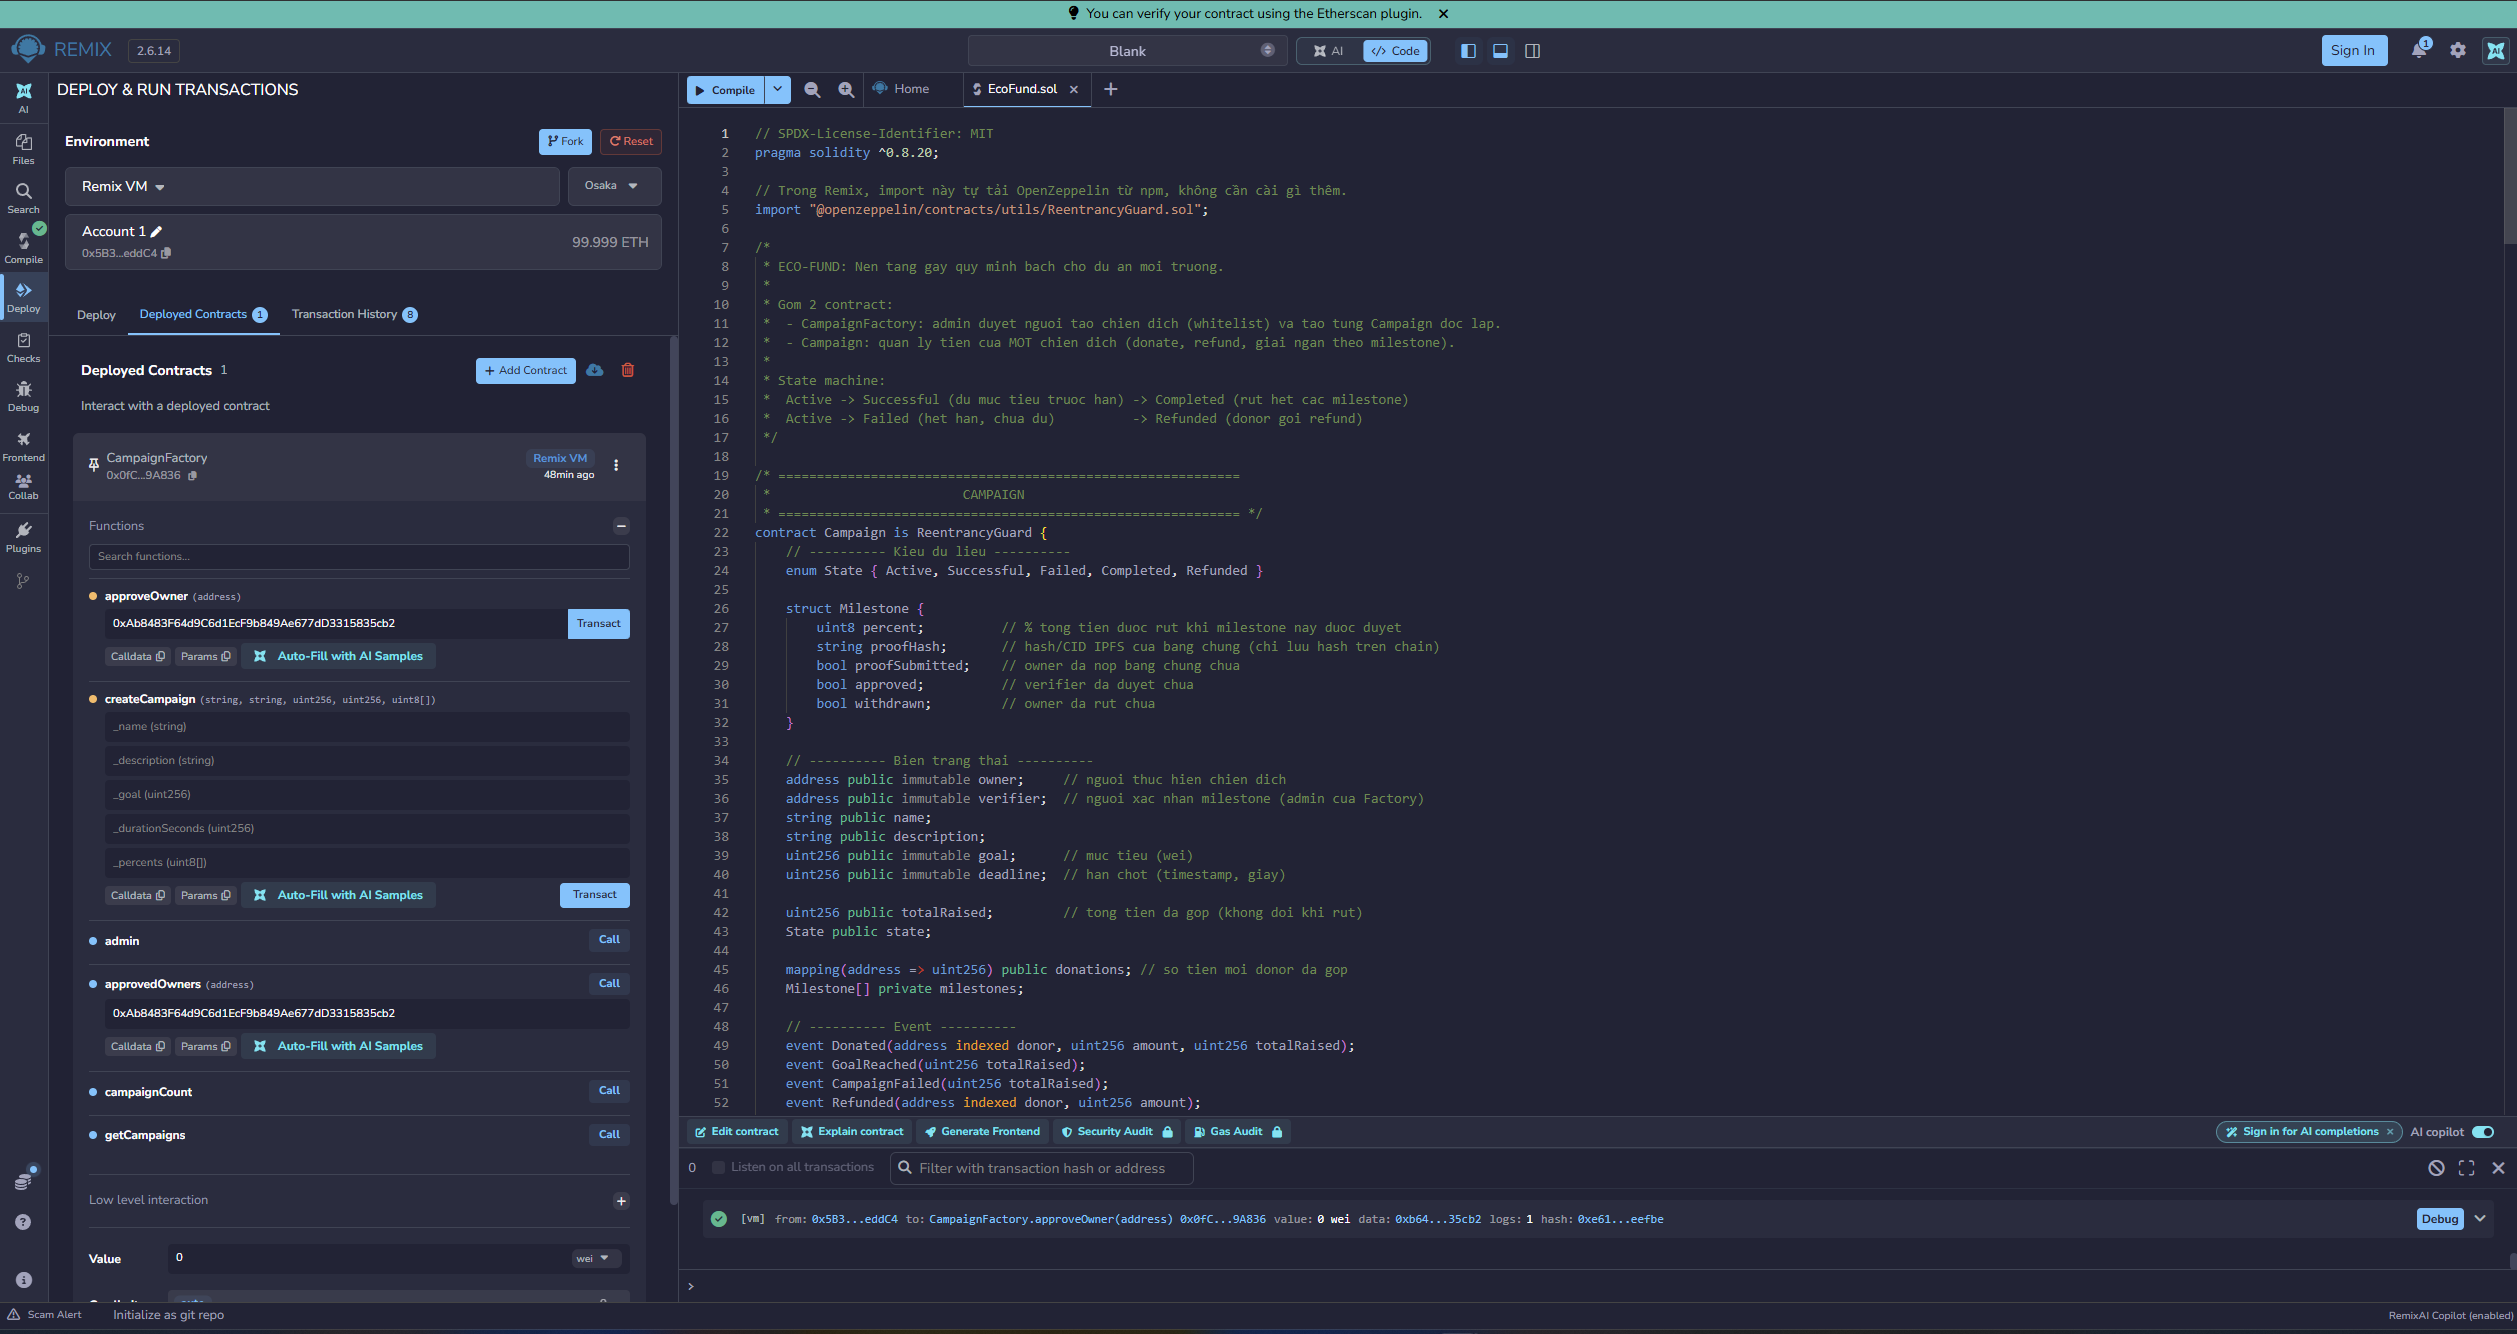 You can verify your contract using the Etherscan plugin.
REMIX 2.6.14
Blank
AI Code
Sign In
1
AI
Files
Search
Compile
Deploy
Checks
Debug
Frontend
Collab
Plugins
DEPLOY & RUN TRANSACTIONS
Environment Fork Reset
Remix VM Osaka
Account 1 99.999 ETH
0x5B3...eddC4
Deploy Deployed Contracts 1 Transaction History 8
Deployed Contracts 1 + Add Contract
Interact with a deployed contract
CampaignFactory Remix VM
0x0fC...9A836 48min ago
Functions
Search functions...
approveOwner (address)
0xAb8483F64d9C6d1EcF9b849Ae677dD3315835cb2 Transact
Calldata Params Auto-Fill with AI Samples
createCampaign (string, string, uint256, uint256, uint8[])
_name (string)
_description (string)
_goal (uint256)
_durationSeconds (uint256)
_percents (uint8[])
Calldata Params Auto-Fill with AI Samples Transact
admin Call
approvedOwners (address) Call
0xAb8483F64d9C6d1EcF9b849Ae677dD3315835cb2
Calldata Params Auto-Fill with AI Samples
campaignCount Call
getCampaigns Call
Low level interaction
Value 0 wei
Compile Home EcoFund.sol
1 // SPDX-License-Identifier: MIT
2 pragma solidity ^0.8.20;
3
4 // Trong Remix, import này tự tải OpenZeppelin từ npm, không cần cài gì thêm.
5 import "@openzeppelin/contracts/utils/ReentrancyGuard.sol";
6
7 /*
8 * ECO-FUND: Nen tang gay quy minh bach cho du an moi truong.
9 *
10 * Gom 2 contract:
11 * - CampaignFactory: admin duyet nguoi tao chien dich (whitelist) va tao tung Campaign doc lap.
12 * - Campaign: quan ly tien cua MOT chien dich (donate, refund, giai ngan theo milestone).
13 *
14 * State machine:
15 * Active -> Successful (du muc tieu truoc han) -> Completed (rut het cac milestone)
16 * Active -> Failed (het han, chua du) -> Refunded (donor goi refund)
17 */
18
19 /* ============================================================
20 * CAMPAIGN
21 * ============================================================ */
22 contract Campaign is ReentrancyGuard {
23 // ---------- Kieu du lieu ----------
24 enum State { Active, Successful, Failed, Completed, Refunded }
25
26 struct Milestone {
27 uint8 percent; // % tong tien duoc rut khi milestone nay duoc duyet
28 string proofHash; // hash/CID IPFS cua bang chung (chi luu hash tren chain)
29 bool proofSubmitted; // owner da nop bang chung chua
30 bool approved; // verifier da duyet chua
31 bool withdrawn; // owner da rut chua
32 }
33
34 // ---------- Bien trang thai ----------
35 address public immutable owner; // nguoi thuc hien chien dich
36 address public immutable verifier; // nguoi xac nhan milestone (admin cua Factory)
37 string public name;
38 string public description;
39 uint256 public immutable goal; // muc tieu (wei)
40 uint256 public immutable deadline; // han chot (timestamp, giay)
41
42 uint256 public totalRaised; // tong tien da gop (khong doi khi rut)
43 State public state;
44
45 mapping(address => uint256) public donations; // so tien moi donor da gop
46 Milestone[] private milestones;
47
48 // ---------- Event ----------
49 event Donated(address indexed donor, uint256 amount, uint256 totalRaised);
50 event GoalReached(uint256 totalRaised);
51 event CampaignFailed(uint256 totalRaised);
52 event Refunded(address indexed donor, uint256 amount);
Edit contract Explain contract Generate Frontend Security Audit Gas Audit Sign in for AI completions × AI copilot
0 Listen on all transactions Filter with transaction hash or address
[vm] from: 0x5B3...eddC4 to: CampaignFactory.approveOwner(address) 0x0fC...9A836 value: 0 wei data: 0xb64...35cb2 logs: 1 hash: 0xe61...eefbe Debug
>
Scam Alert Initialize as git repo RemixAI Copilot (enabled)